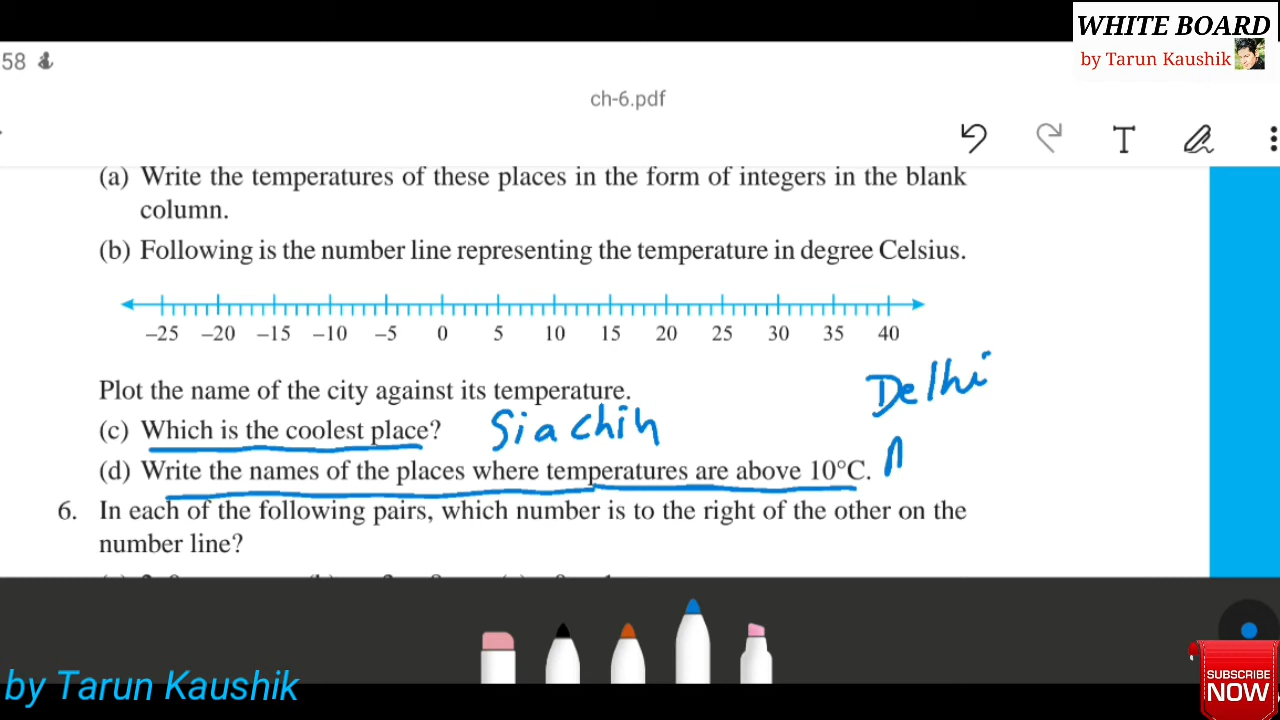 WHITE BOARD
by Tarun Kaushik
58
ch-6.pdf
T
(a) Write the temperatures of these places in the form of integers in the blank
column.
(b) Following is the number line representing the temperature in degree Celsius.
–25 –20 –15 –10 –5 0 5 10 15 20 25 30 35 40
Delhi
Plot the name of the city against its temperature.
(c) Which is the coolest place? Siachin
(d) Write the names of the places where temperatures are above 10°C.
6. In each of the following pairs, which number is to the right of the other on the
number line?
by Tarun Kaushik
SUBSCRIBE
NOW